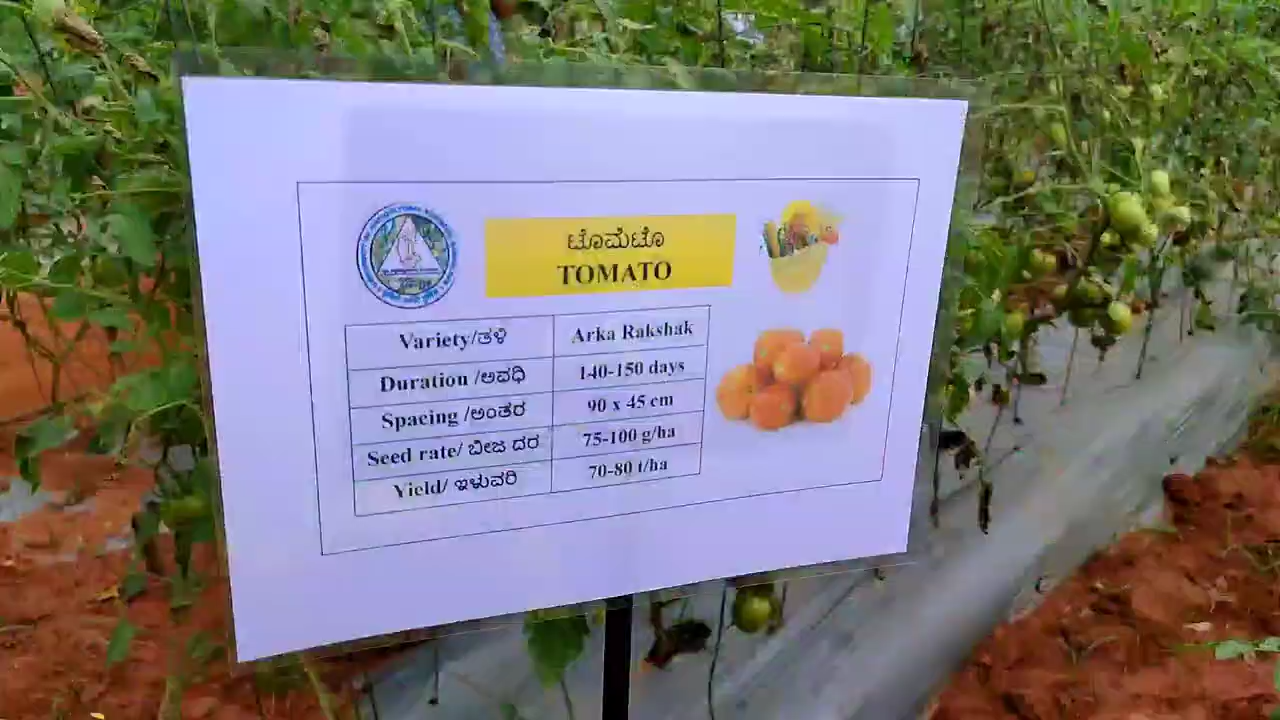 ಟೊಮೆಟೊ
TOMATO
Variety/ತಳಿ Arka Rakshak
Duration /ಅವಧಿ 140-150 days
Spacing /ಅಂತರ 90 x 45 cm
Seed rate/ ಬೀಜ ದರ 75-100 g/ha
Yield/ ಇಳುವರಿ 70-80 t/ha